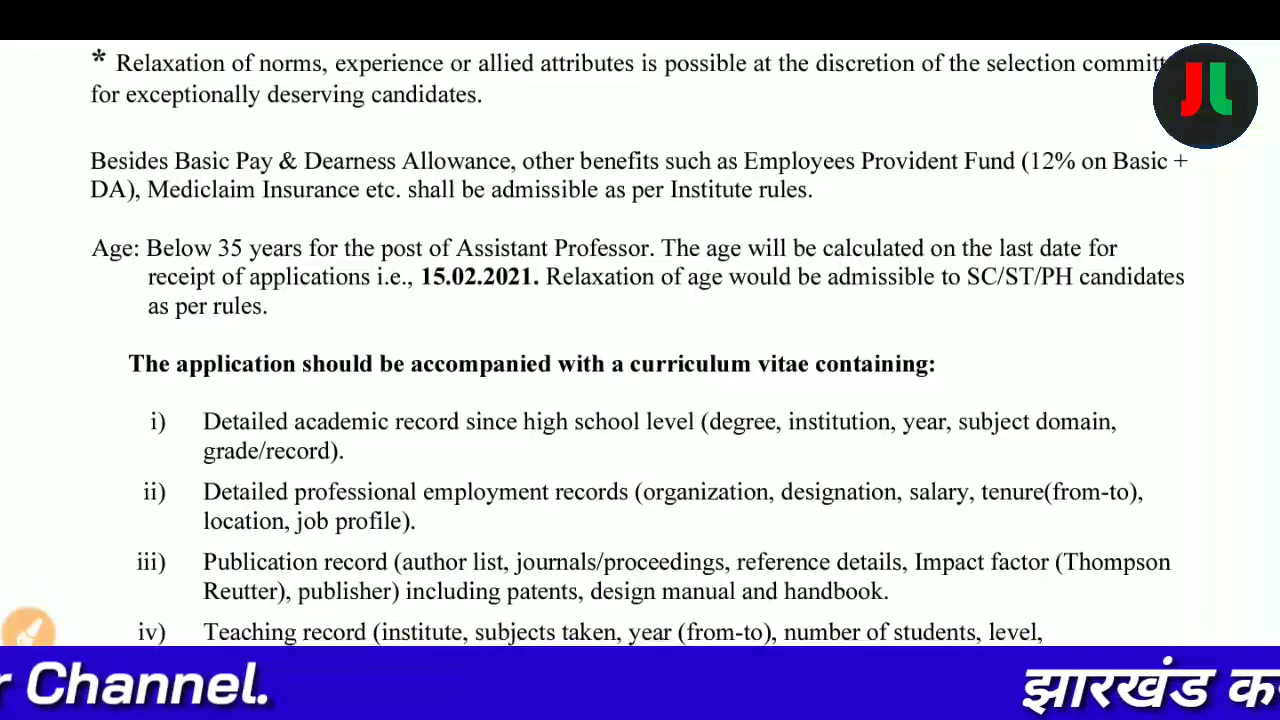 * Relaxation of norms, experience or allied attributes is possible at the discretion of the selection
for exceptionally deserving candidates.
JL
Besides Basic Pay & Dearness Allowance, other benefits such as Employees Provident Fund (12% on Basic +
DA), Mediclaim Insurance etc. shall be admissible as per Institute rules.
Age: Below 35 years for the post of Assistant Professor. The age will be calculated on the last date for
receipt of applications i.e., 15.02.2021. Relaxation of age would be admissible to SC/ST/PH candidates
as per rules.
The application should be accompanied with a curriculum vitae containing:
i) Detailed academic record since high school level (degree, institution, year, subject domain,
grade/record).
ii) Detailed professional employment records (organization, designation, salary, tenure(from-to),
location, job profile).
iii) Publication record (author list, journals/proceedings, reference details, Impact factor (Thompson
Reutter), publisher) including patents, design manual and handbook.
iv) Teaching record (institute, subjects taken, year (from-to), number of students, level,
r Channel. झारखंड